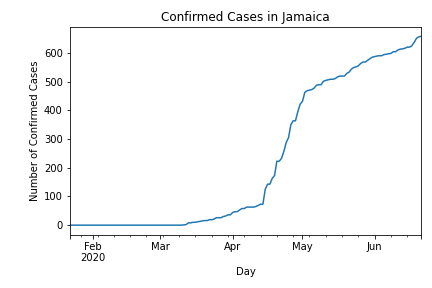 Confirmed Cases in Jamaica
Number of Confirmed Cases
600
500
400
300
200
100
0
Feb
2020
Mar
Apr
May
Jun
Day